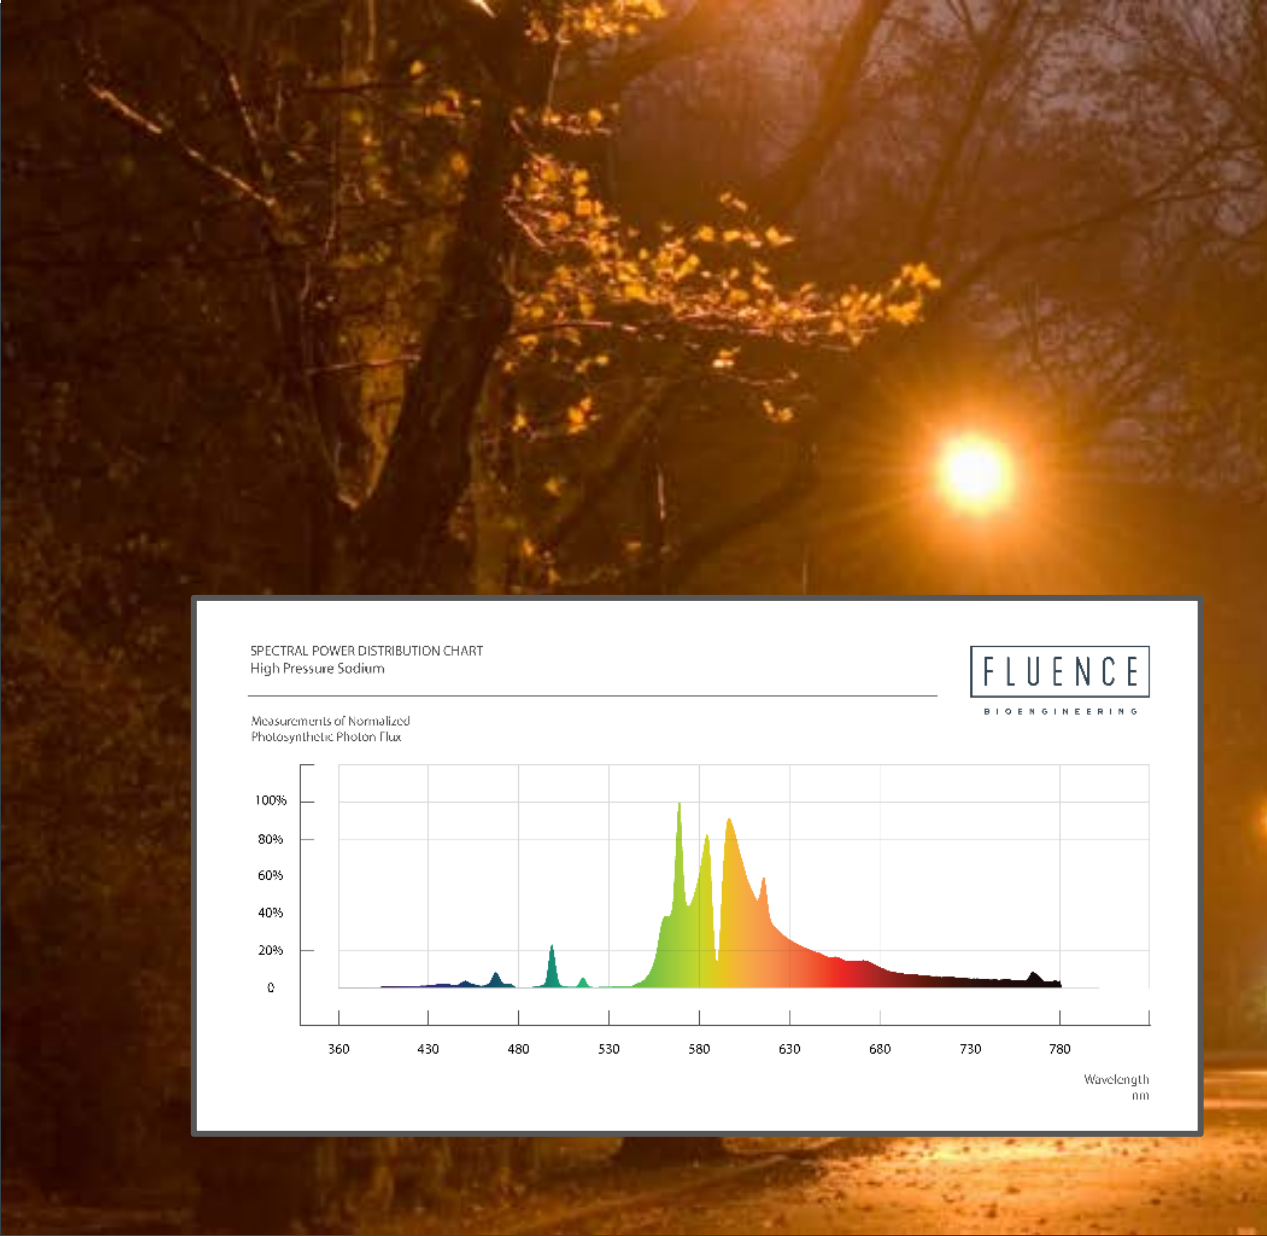 SPECTRAL POWER DISTRIBUTION CHART
High Pressure Sodium
FLUENCE
BIOENGINEERING
Measurements of Normalized
Photosynthetic Photon Flux
100%
80%
60%
40%
20%
0
360 430 480 530 580 630 680 730 780
Wavelength
nm